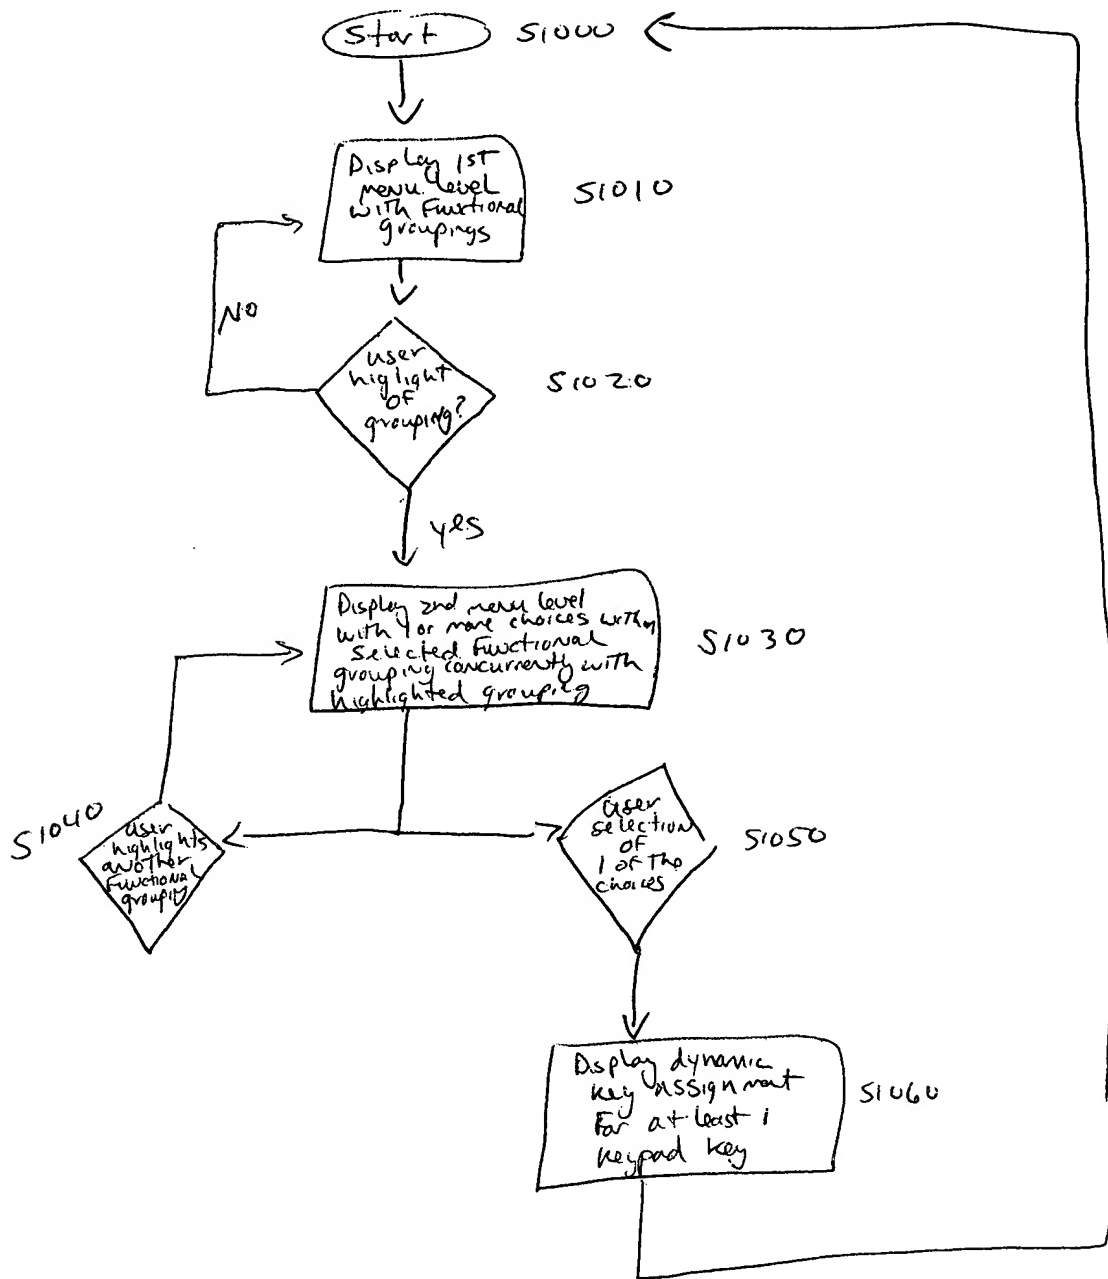 Start S1000
Display 1st
menu level
with Functional
groupings
S1010
No
user
highlight
of
grouping?
S1020
yes
Display 2nd menu level
with 1 or more choices within
selected Functional
grouping concurrently with
highlighted grouping
S1030
S1040
User
highlights
another
Functional
grouping
User
selection
of
1 of the
choices
S1050
Display dynamic
key assignment
For at least 1
keypad key
S1060